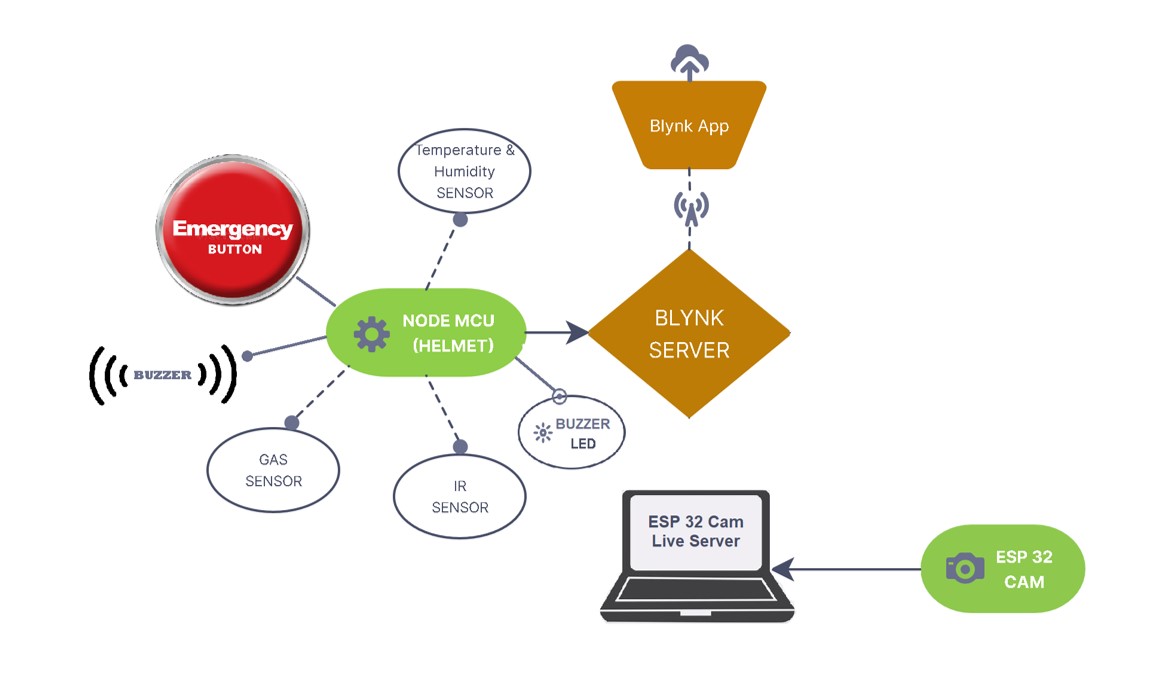 Blynk App
Temperature &
Humidity
SENSOR
Emergency
BUTTON
NODE MCU
(HELMET)
BLYNK
SERVER
BUZZER
BUZZER
LED
GAS
SENSOR
IR
SENSOR
ESP 32 Cam
Live Server
ESP 32
CAM